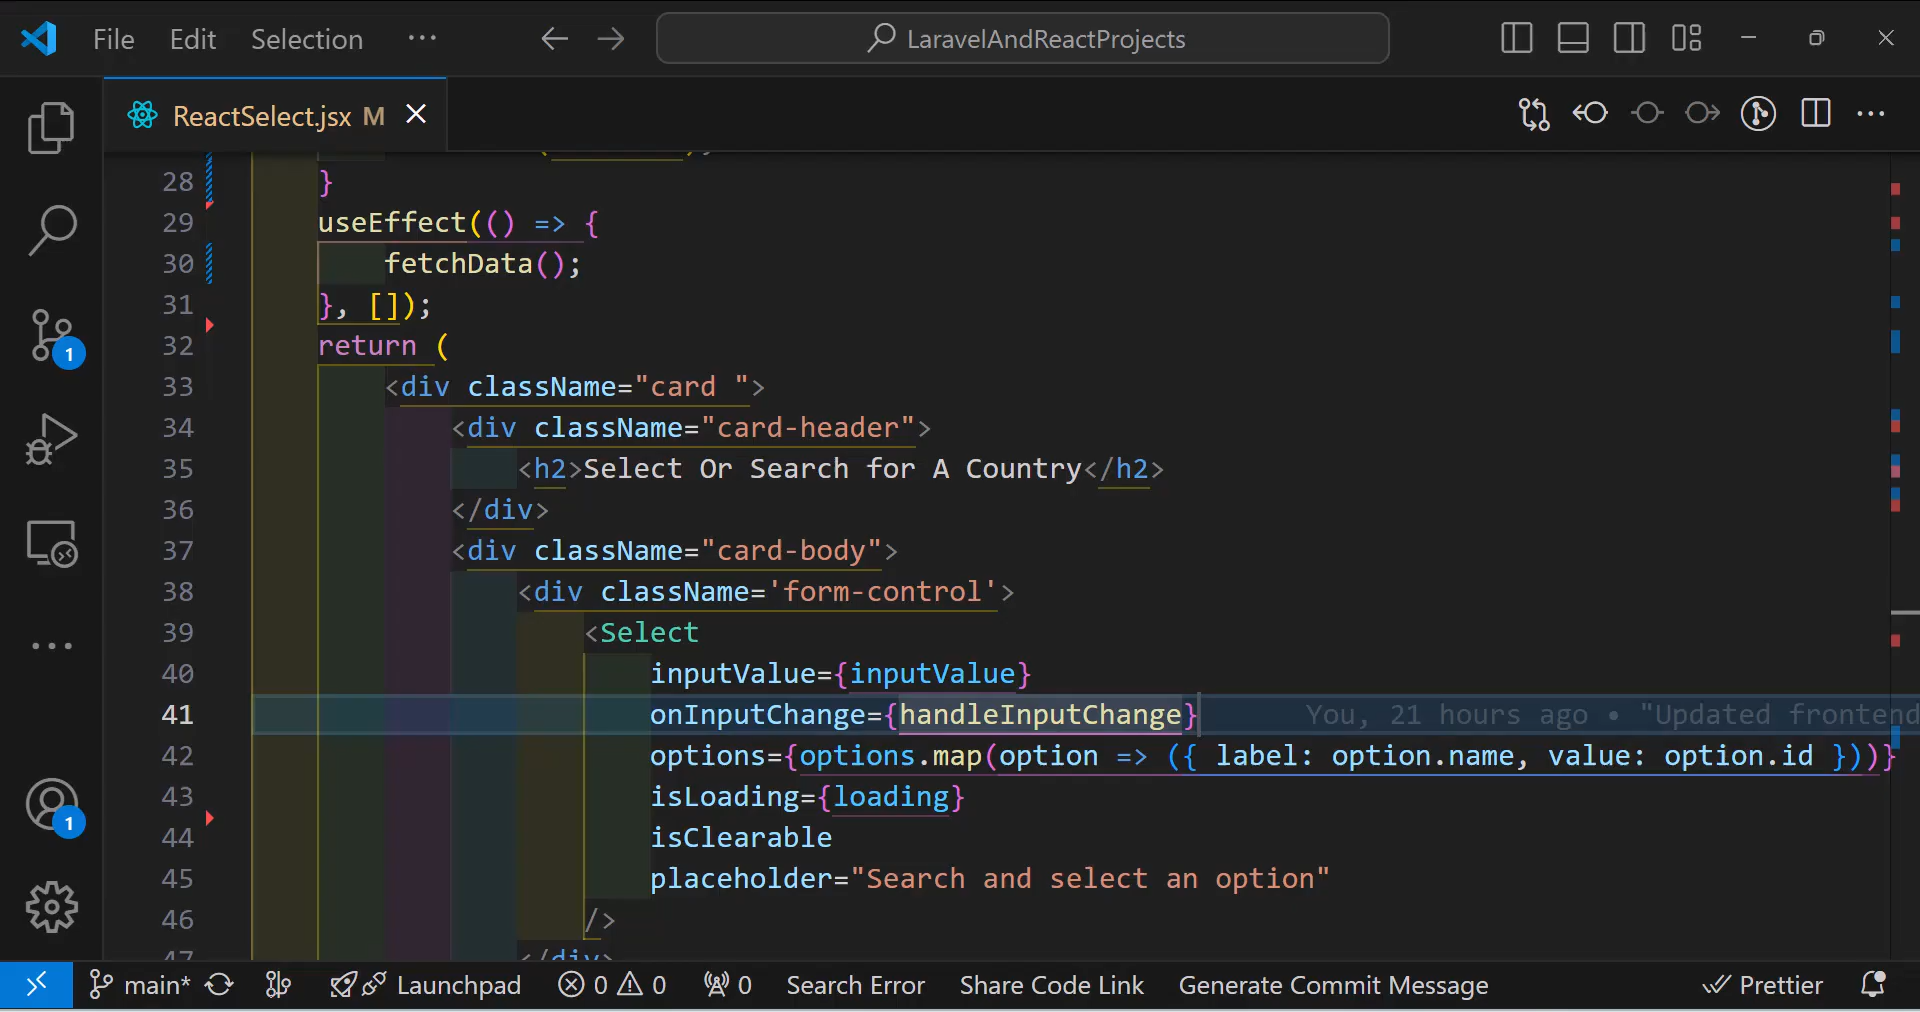 File Edit Selection ··· LaravelAndReactProjects
ReactSelect.jsx M
28 }
29 useEffect(() => {
30 fetchData();
31 }, []);
32 return (
33 <div className="card ">
34 <div className="card-header">
35 <h2>Select Or Search for A Country</h2>
36 </div>
37 <div className="card-body">
38 <div className='form-control'>
39 <Select
40 inputValue={inputValue}
41 onInputChange={handleInputChange} You, 21 hours ago • "Updated frontend
42 options={options.map(option => ({ label: option.name, value: option.id }))}
43 isLoading={loading}
44 isClearable
45 placeholder="Search and select an option"
46 />
47 </div>
1
1
main* Launchpad 0 0 0 Search Error Share Code Link Generate Commit Message Prettier